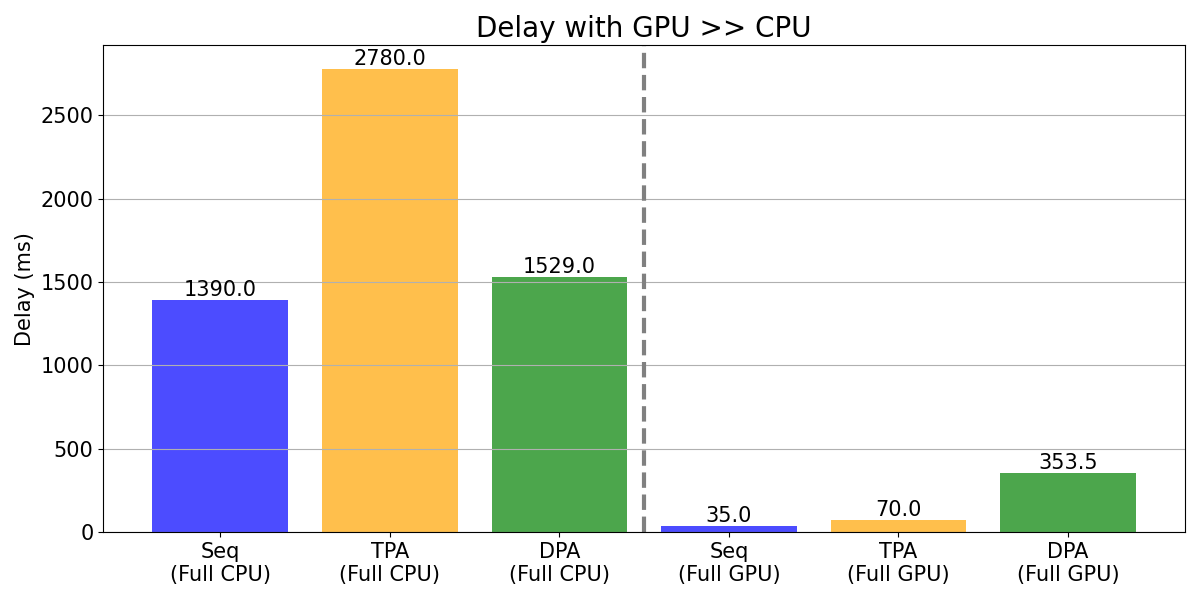 Delay with GPU >> CPU
Delay (ms)
2500
2000
1500
1000
500
0
1390.0
2780.0
1529.0
35.0
70.0
353.5
Seq
(Full CPU)
TPA
(Full CPU)
DPA
(Full CPU)
Seq
(Full GPU)
TPA
(Full GPU)
DPA
(Full GPU)